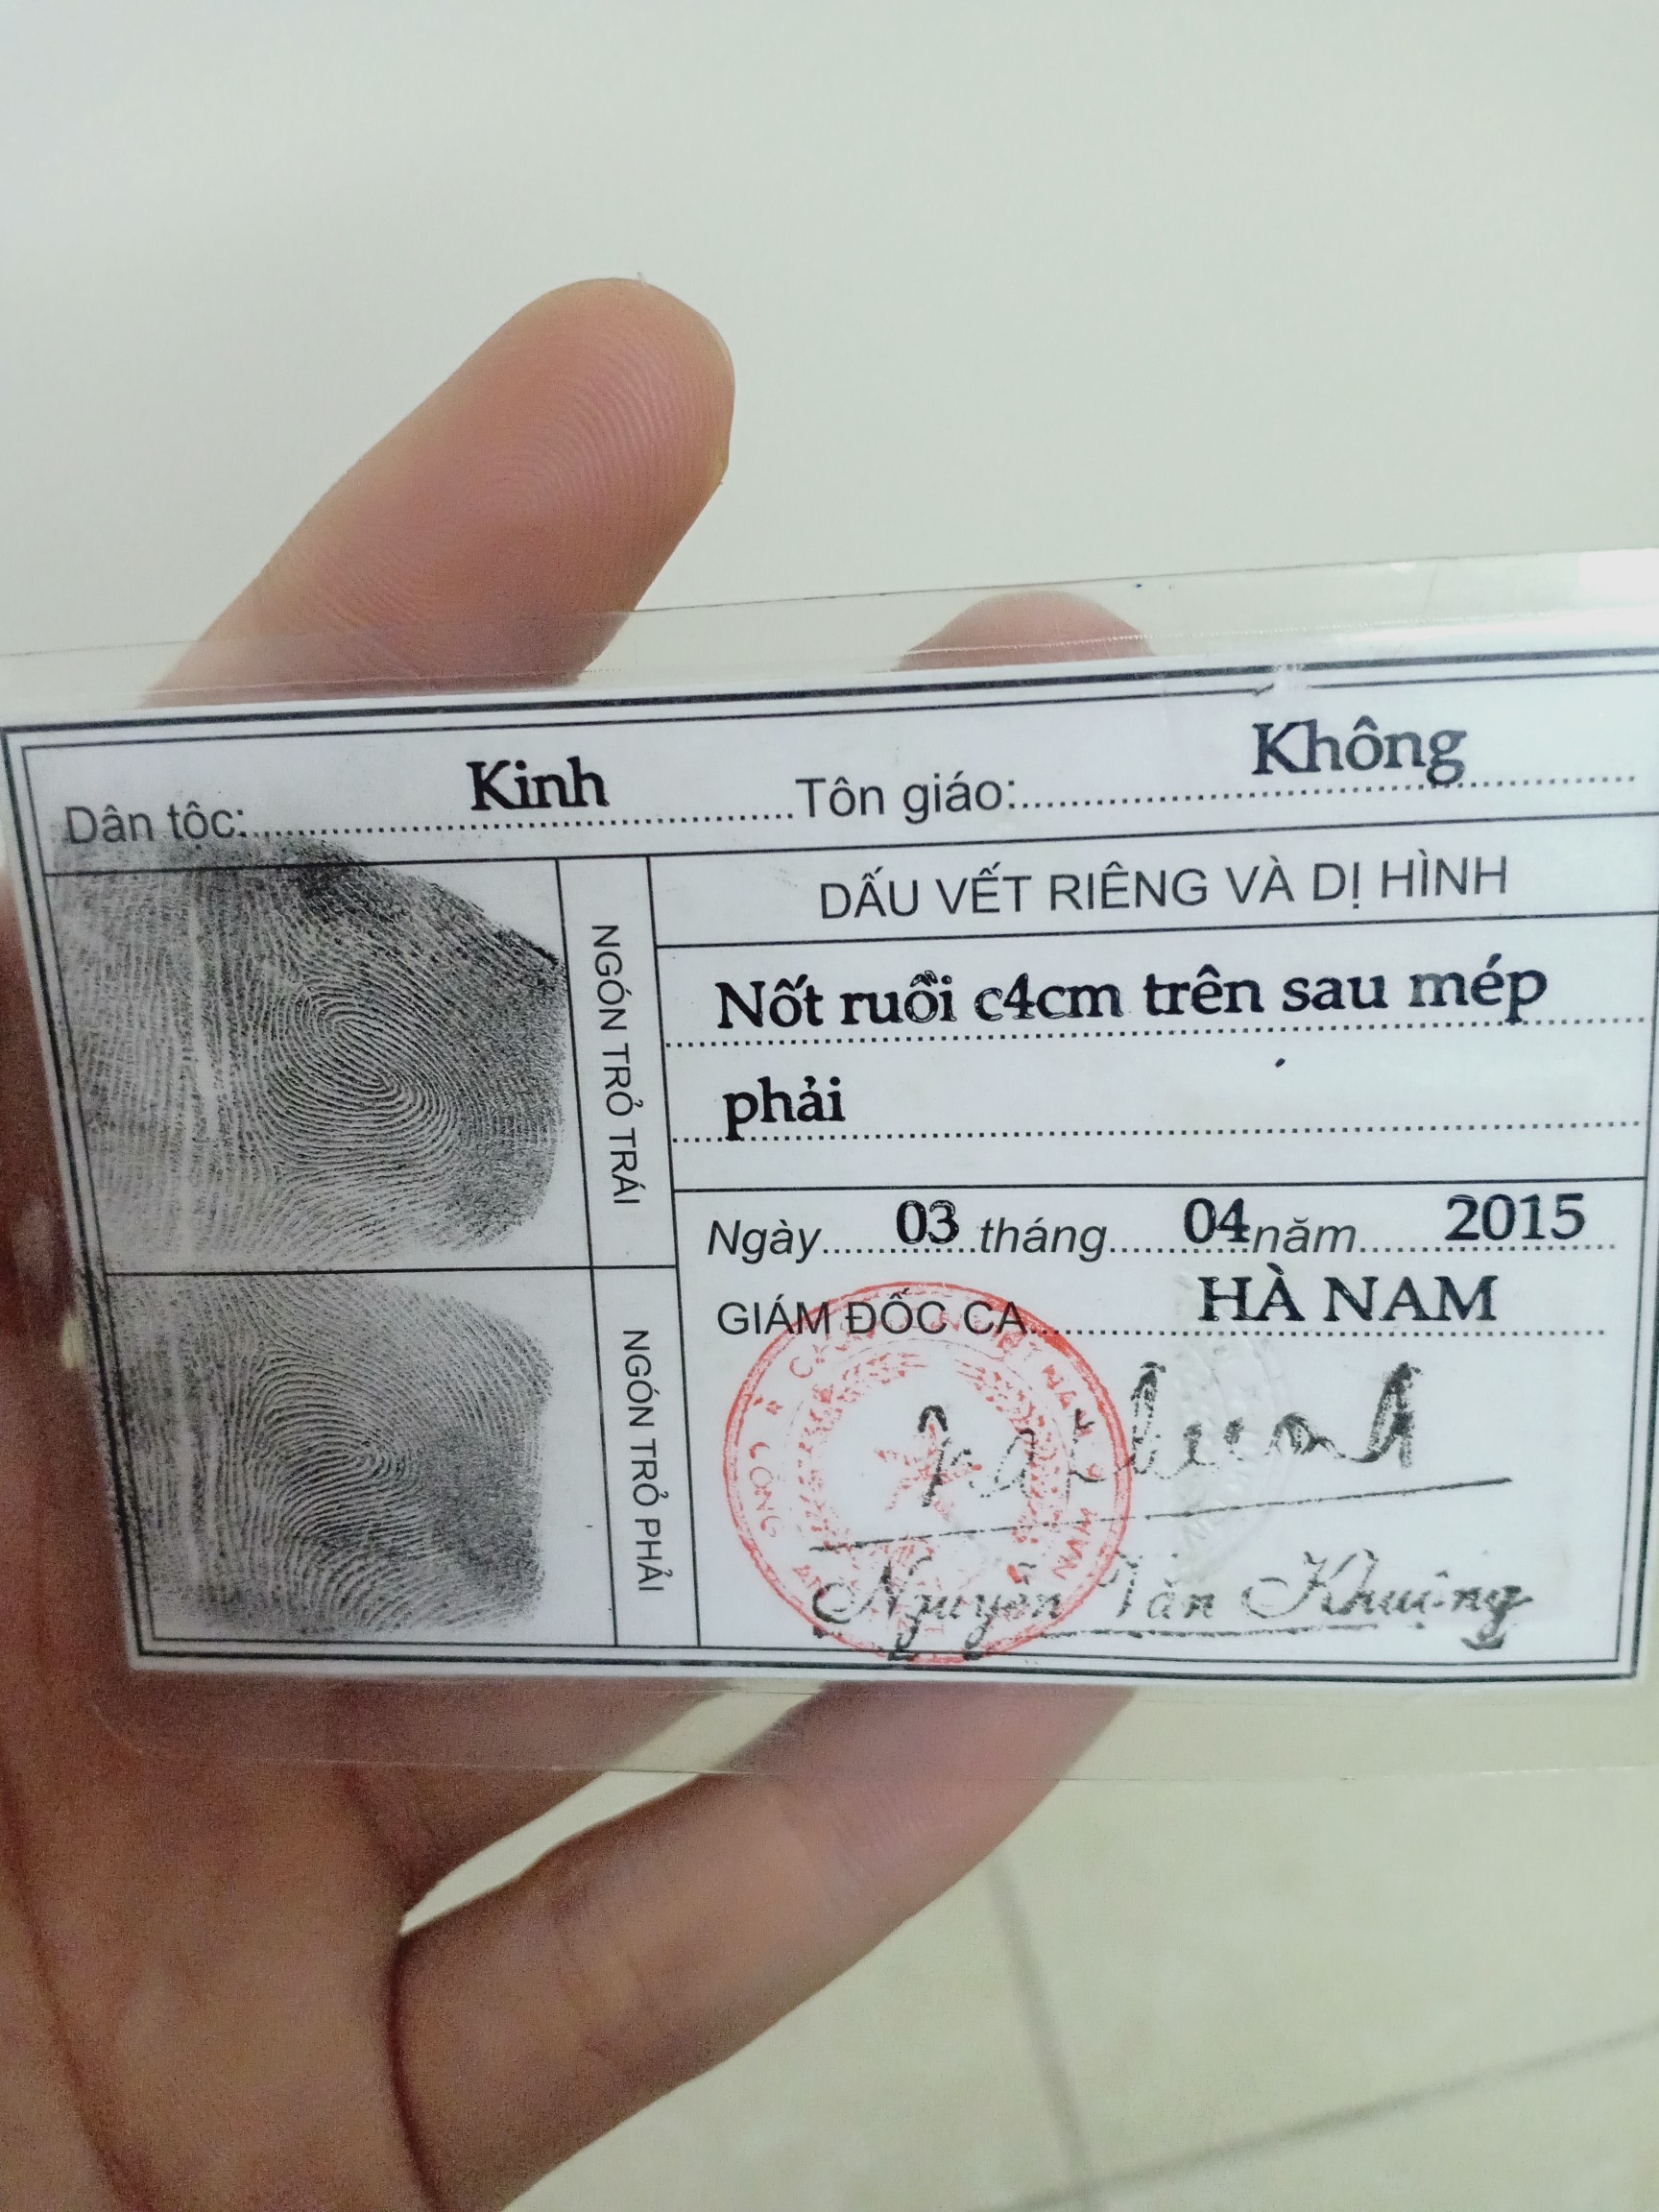 Dân tộc: Kinh Tôn giáo: Không
NGÓN TRỎ TRÁI
NGÓN TRỎ PHẢI
DẤU VẾT RIÊNG VÀ DỊ HÌNH
Nốt ruồi c4cm trên sau mép
phải
Ngày 03 tháng 04 năm 2015
GIÁM ĐỐC CA HÀ NAM
CÔNG
Nguyễn Văn Khuông